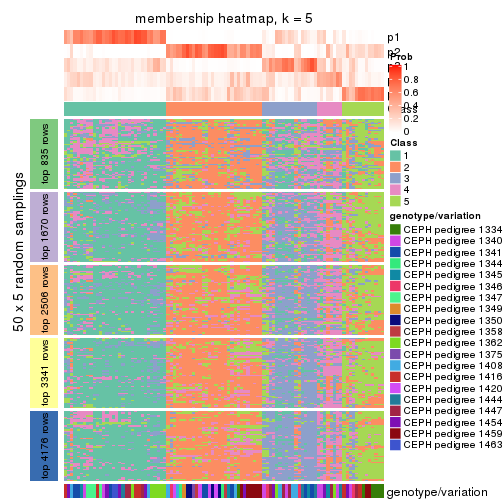 membership heatmap, k = 5
p1
p2
Prob
1
0.8
0.6
0.4
0.2
0
Class
1
2
3
4
5
genotype/variation
CEPH pedigree 1334
CEPH pedigree 1340
CEPH pedigree 1341
CEPH pedigree 1344
CEPH pedigree 1345
CEPH pedigree 1346
CEPH pedigree 1347
CEPH pedigree 1349
CEPH pedigree 1350
CEPH pedigree 1358
CEPH pedigree 1362
CEPH pedigree 1375
CEPH pedigree 1408
CEPH pedigree 1416
CEPH pedigree 1420
CEPH pedigree 1444
CEPH pedigree 1447
CEPH pedigree 1454
CEPH pedigree 1459
CEPH pedigree 1463
50 x 5 random samplings
top 835 rows
top 1670 rows
top 2506 rows
top 3341 rows
top 4176 rows
genotype/variation